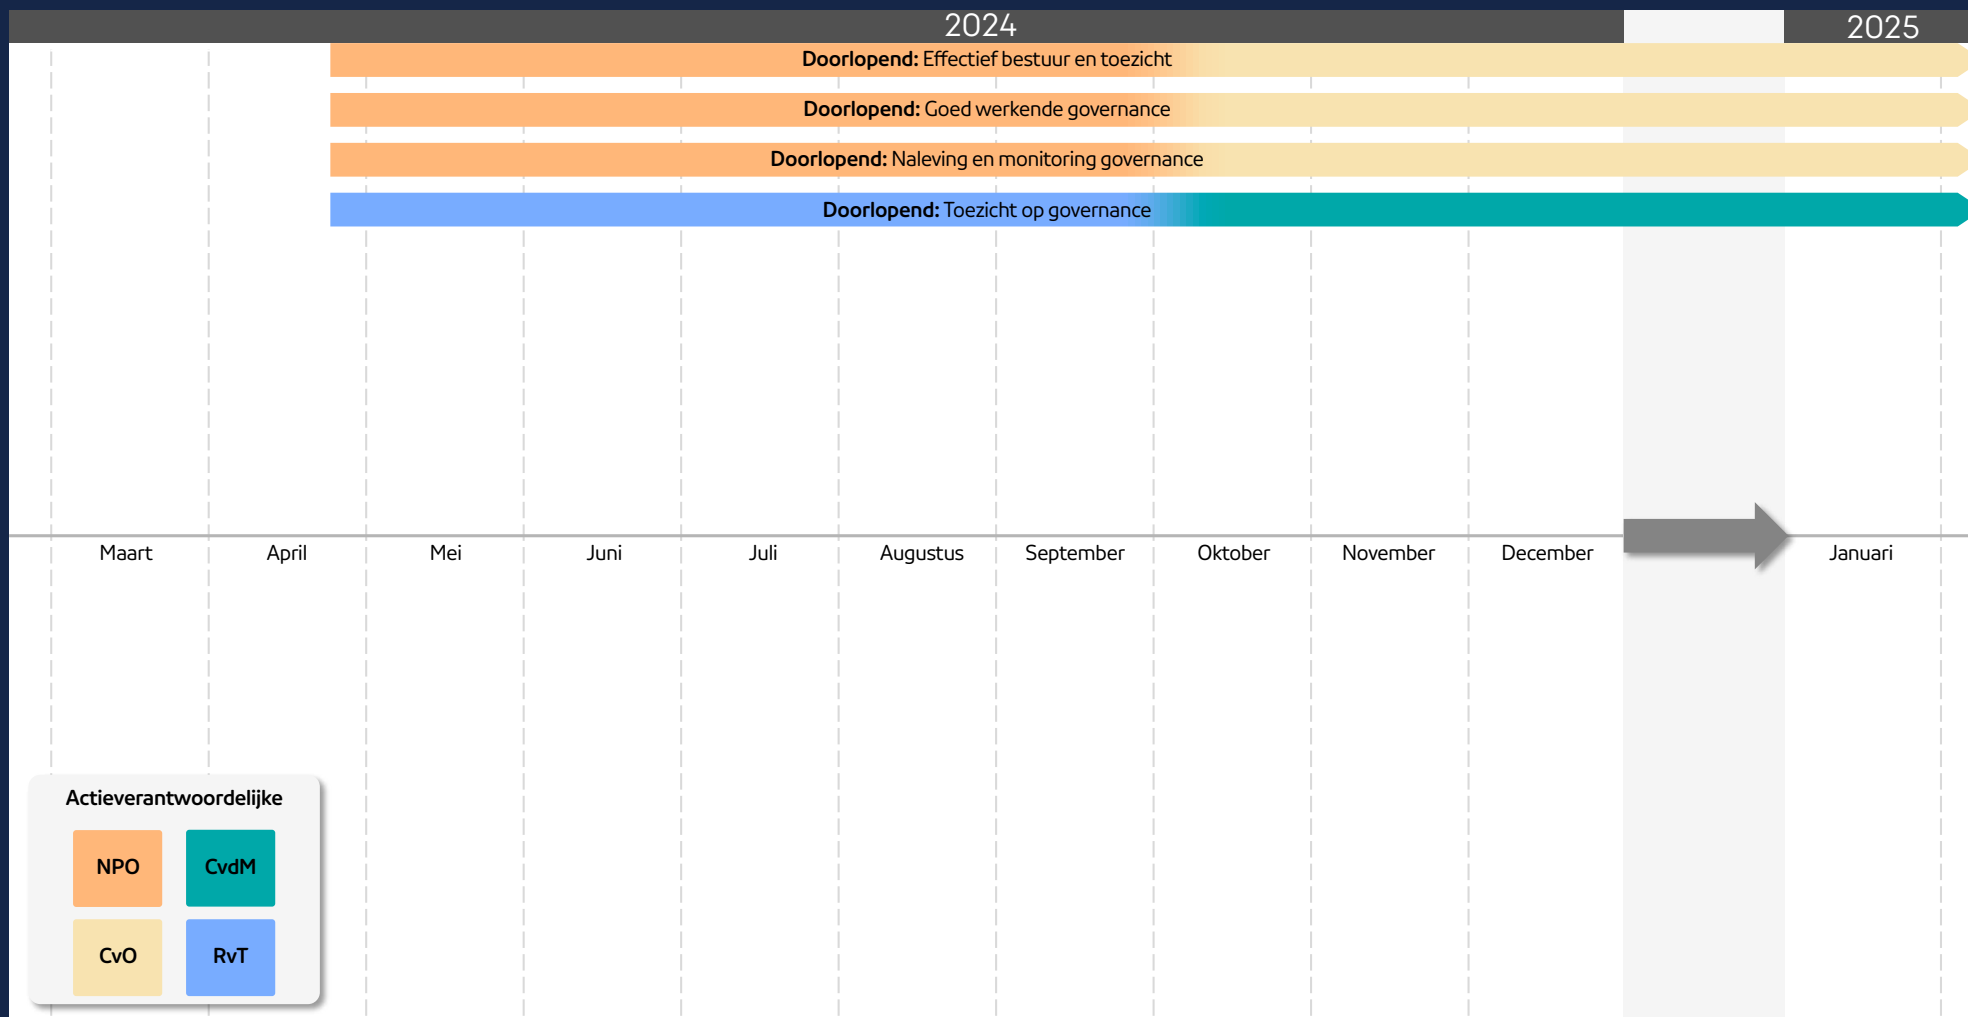 2024
2025
Doorlopend: Effectief bestuur en toezicht
Doorlopend: Goed werkende governance
Doorlopend: Naleving en monitoring governance
Doorlopend: Toezicht op governance
Maart
April
Mei
Juni
Juli
Augustus
September
Oktober
November
December
Januari
Actieverantwoordelijke
NPO
CvdM
CvO
RvT